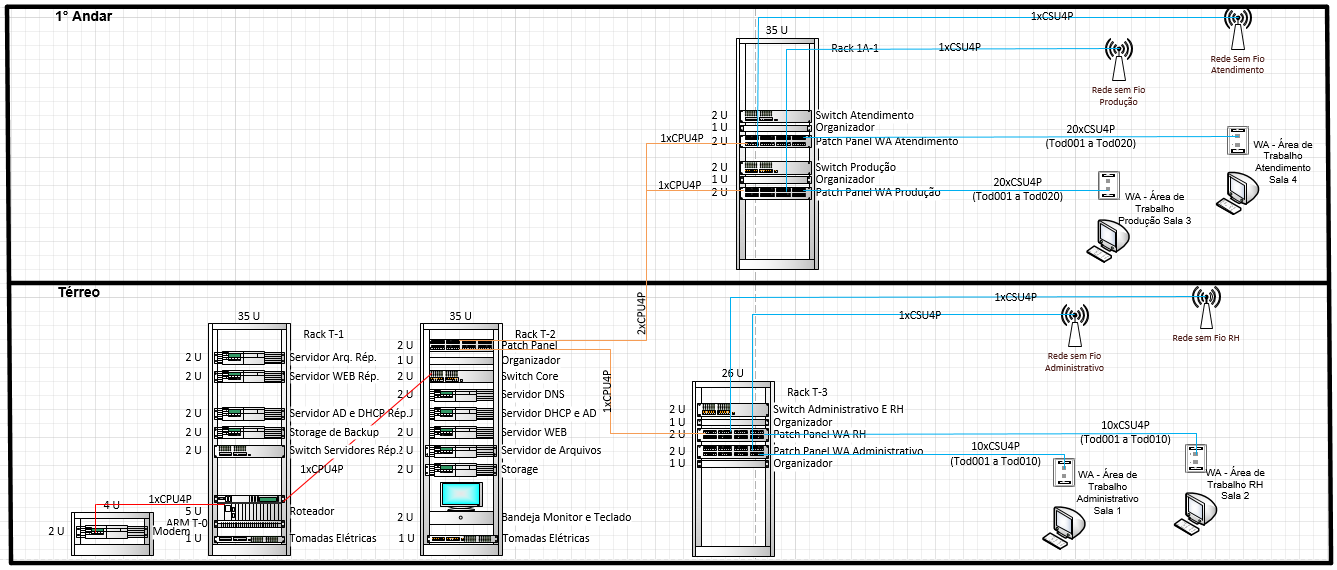 1° Andar
1xCSU4P
35 U
Rack 1A-1
1xCSU4P
Rede Sem Fio
Atendimento
Rede sem Fio
Produção
2 U
Switch Atendimento
1 U
Organizador
2 U
Patch Panel WA Atendimento
1xCPU4P
20xCSU4P
(Tod001 a Tod020)
WA - Área de
Trabalho
Atendimento
Sala 4
2 U
Switch Produção
1 U
Organizador
2 U
Patch Panel WA Produção
1xCPU4P
20xCSU4P
(Tod001 a Tod020)
WA - Área de
Trabalho
Produção Sala 3
Térreo
2xCPU4P
1xCSU4P
1xCSU4P
Rede sem Fio RH
Rede sem Fio
Administrativo
35 U
Rack T-1
2 U
Servidor Arq. Rép.
2 U
Servidor WEB Rép.
2 U
Servidor AD e DHCP Rép.
2 U
Storage de Backup
2 U
Switch Servidores Rép.
1xCPU4P
5 U
Roteador
1 U
Tomadas Elétricas
1xCPU4P
4 U
ARM T-0
2 U
Modem
35 U
Rack T-2
2 U
Patch Panel
1 U
Organizador
2 U
Switch Core
2 U
Servidor DNS
2 U
Servidor DHCP e AD
2 U
Servidor WEB
2 U
Servidor de Arquivos
2 U
Storage
2 U
Bandeja Monitor e Teclado
1 U
Tomadas Elétricas
1xCPU4P
26 U
Rack T-3
2 U
Switch Administrativo E RH
1 U
Organizador
2 U
Patch Panel WA RH
2 U
Patch Panel WA Administrativo
1 U
Organizador
10xCSU4P
(Tod001 a Tod010)
10xCSU4P
(Tod001 a Tod010)
WA - Área de
Trabalho
Administrativo
Sala 1
WA - Área de
Trabalho RH
Sala 2